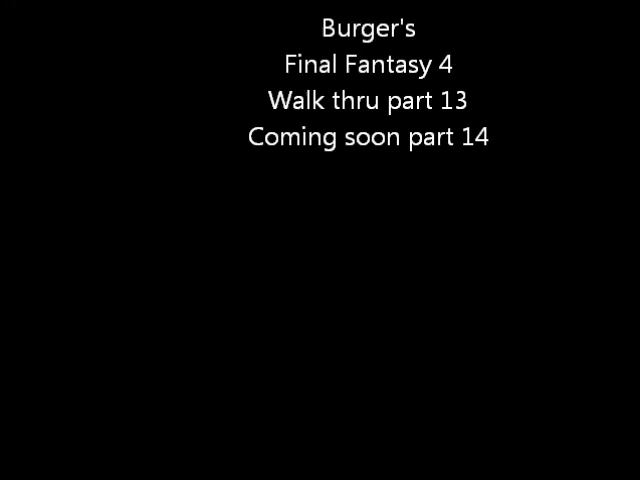 Burger's
Final Fantasy 4
Walk thru part 13
Coming soon part 14